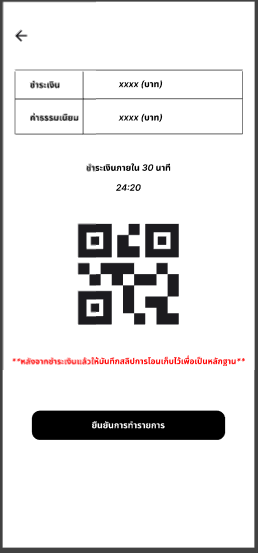 ชำระเงิน xxxx (บาท)
ค่าธรรมเนียม xxxx (บาท)
ชำระเงินภายใน 30 นาที
24:20
**หลังจากชำระเงินแล้วให้บันทึกสลิปการโอนเก็บไว้เพื่อเป็นหลักฐาน**
ยืนยันการทำรายการ